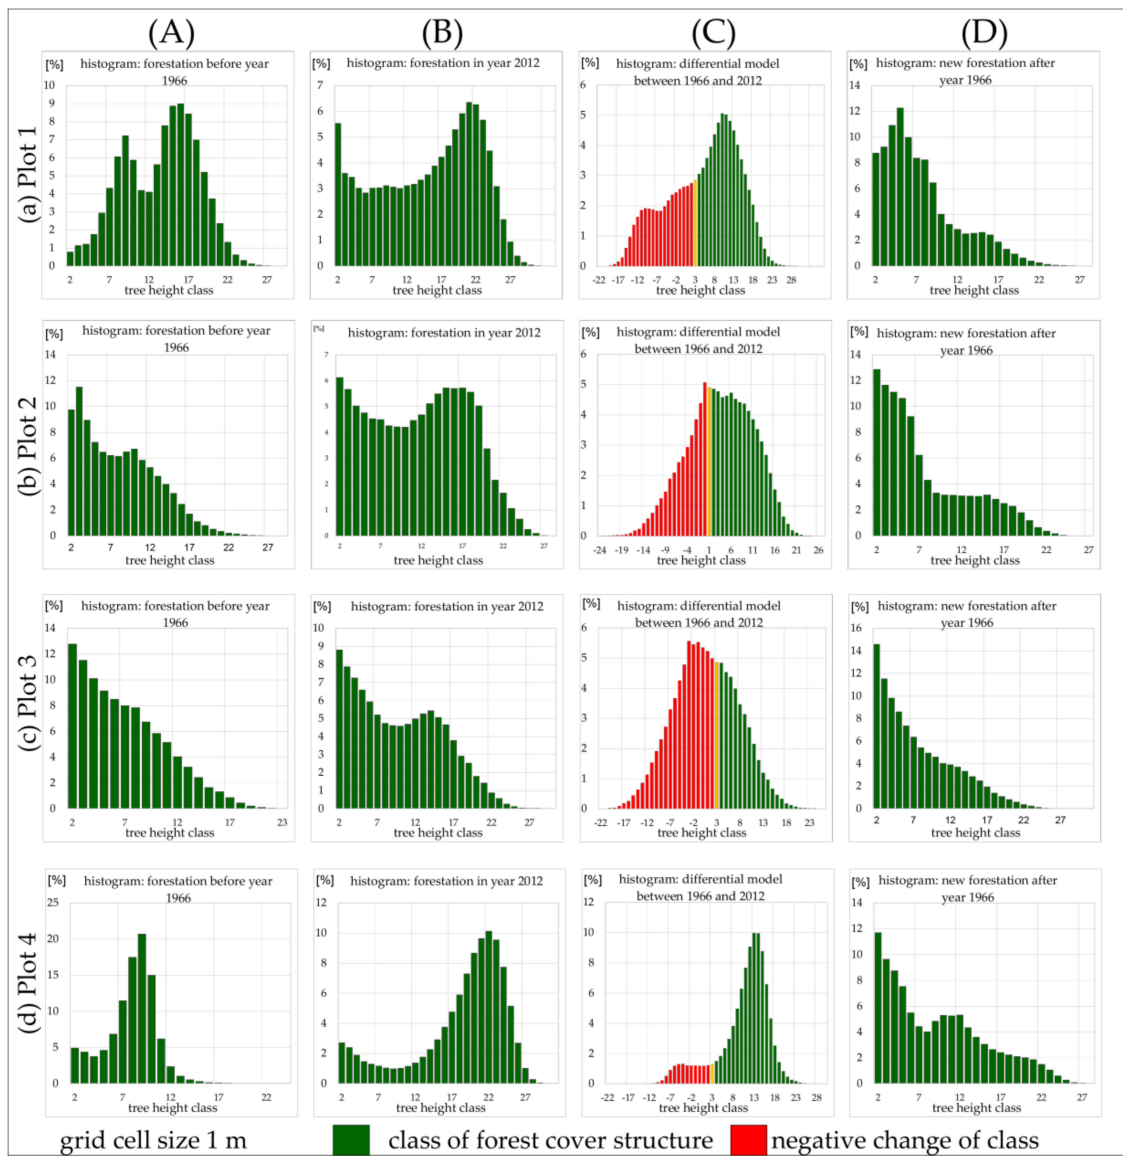 (A) (B) (C) (D)
(a) Plot 1
[%] histogram: forestation before year
1966
10
9
8
7
6
5
4
3
2
1
0
2 7 12 17 22 27
tree height class
[%] histogram: forestation in year 2012
7
6
5
4
3
2
1
0
2 7 12 17 22 27
tree height class
[%] histogram: differential model
between 1966 and 2012
6
5
4
3
2
1
0
-22 -17 -12 -7 -2 3 8 13 18 23 28
tree height class
[%] histogram: new forestation after
year 1966
14
12
10
8
6
4
2
0
2 7 12 17 22 27
tree height class
(b) Plot 2
[%] histogram: forestation before year
1966
14
12
10
8
6
4
2
0
2 7 12 17 22 27
tree height class
[%] histogram: forestation in year 2012
7
6
5
4
3
2
1
0
2 7 12 17 22 27
tree height class
[%] histogram: differential model
between 1966 and 2012
6
5
4
3
2
1
0
-24 -19 -14 -9 -4 1 6 11 16 21 26
tree height class
[%] histogram: new forestation after
year 1966
14
12
10
8
6
4
2
0
2 7 12 17 22 27
tree height class
(c) Plot 3
[%] histogram: forestation before year
1966
14
12
10
8
6
4
2
0
2 7 12 17 23
tree height class
[%] histogram: forestation in year 2012
10
9
8
7
6
5
4
3
2
1
0
2 7 12 17 22 27
tree height class
[%] histogram: differential model
between 1966 and 2012
6
5
4
3
2
1
0
-22 -17 -12 -7 -2 3 8 13 18 23
tree height class
[%] histogram: new forestation after
year 1966
16
14
12
10
8
6
4
2
0
2 7 12 17 22 27
tree height class
(d) Plot 4
[%] histogram: forestation before year
1966
25
20
15
10
5
0
2 7 12 17 22
tree height class
[%] histogram: forestation in year 2012
12
10
8
6
4
2
0
2 7 12 17 22 27
tree height class
[%] histogram: differential model
between 1966 and 2012
12
10
8
6
4
2
0
-22 -17 -12 -7 -2 3 8 13 18 23 28
tree height class
[%] histogram: new forestation after
year 1966
14
12
10
8
6
4
2
0
2 7 12 17 22 27
tree height class
grid cell size 1 m class of forest cover structure negative change of class